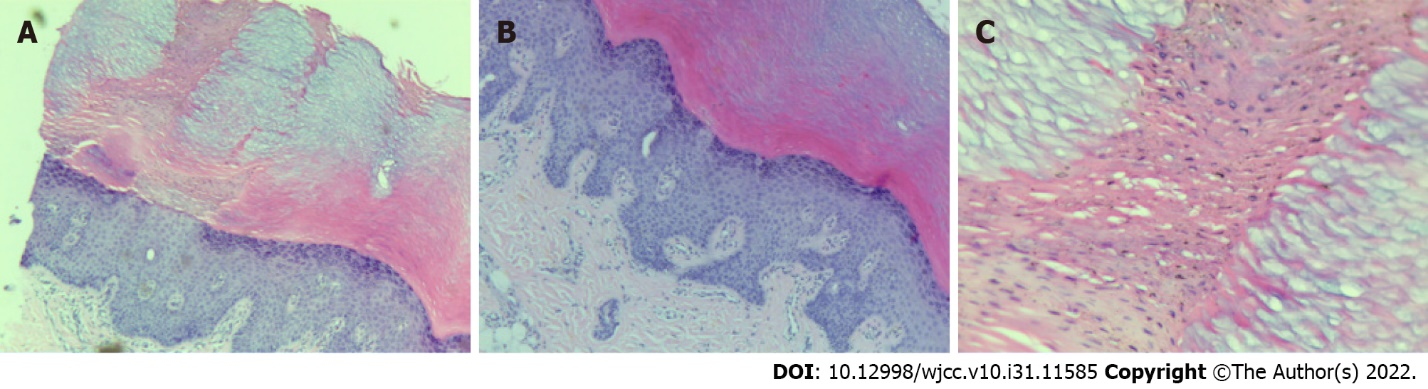 A
B
C
DOI: 10.12998/wjcc.v10.i31.11585 Copyright ©The Author(s) 2022.